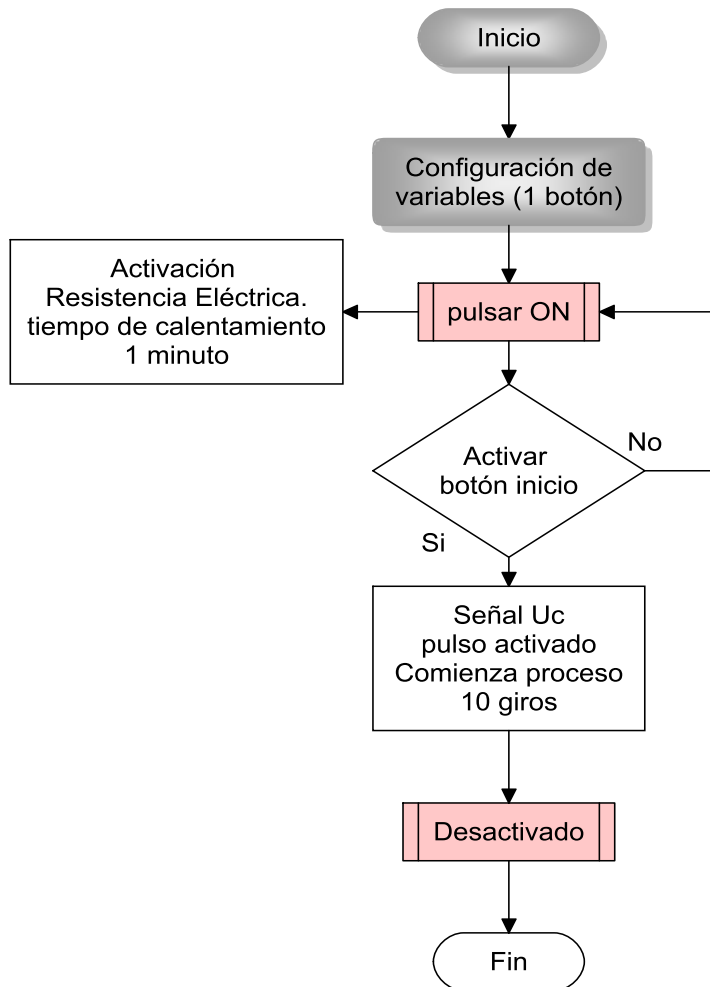 Inicio
Configuración de
variables (1 botón)
Activación
Resistencia Eléctrica.
tiempo de calentamiento
1 minuto
pulsar ON
Activar
botón inicio
No
Si
Señal Uc
pulso activado
Comienza proceso
10 giros
Desactivado
Fin